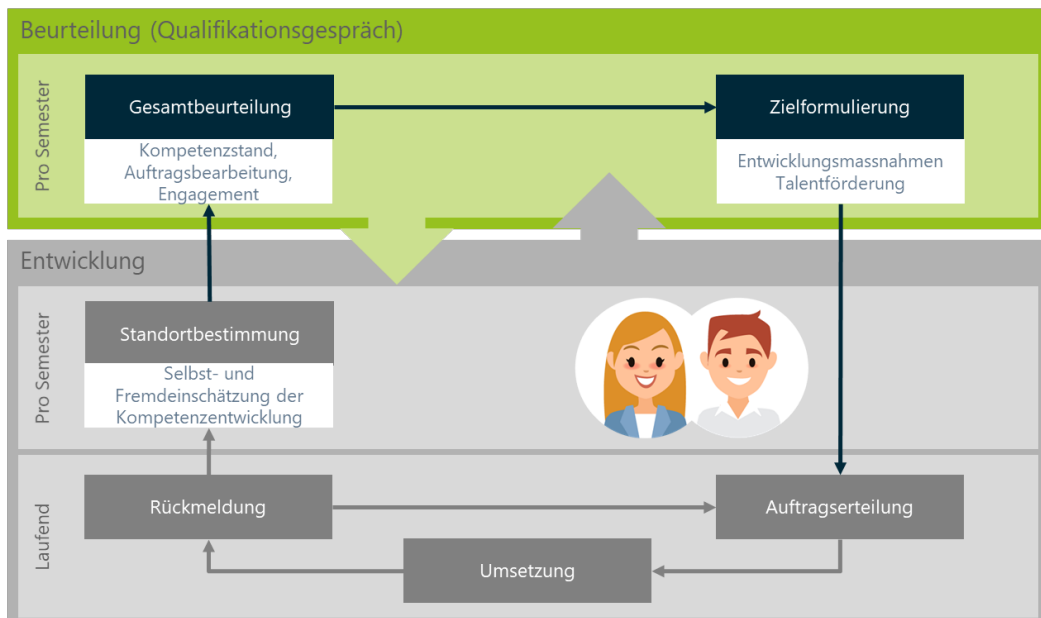 Beurteilung (Qualifikationsgespräch)
Pro Semester
Gesamtbeurteilung
Kompetenzstand,
Auftragsbearbeitung,
Engagement
Zielformulierung
Entwicklungsmassnahmen
Talentförderung
Entwicklung
Pro Semester
Standortbestimmung
Selbst- und
Fremdeinschätzung der
Kompetenzentwicklung
Laufend
Rückmeldung
Auftragserteilung
Umsetzung